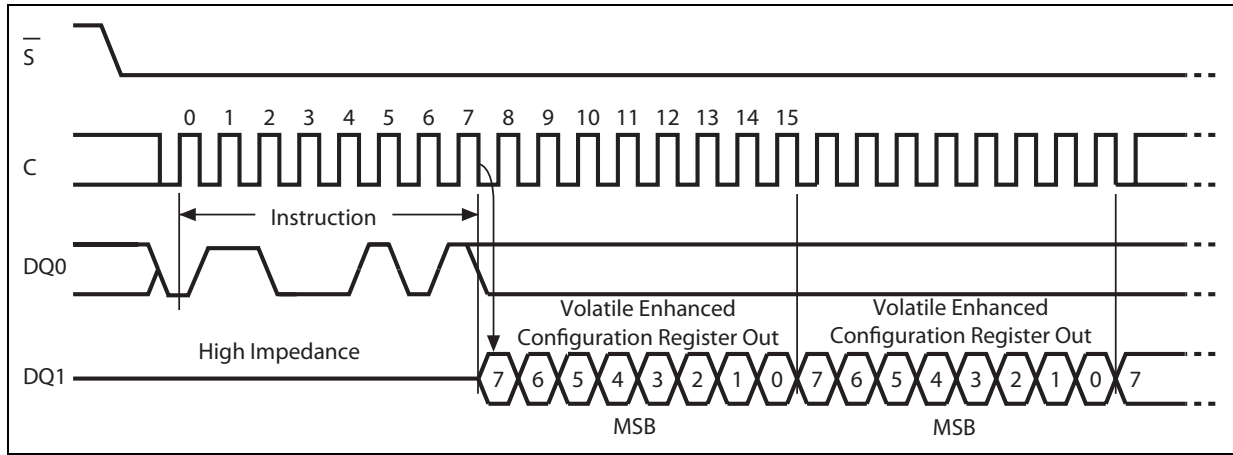 S
0 1 2 3 4 5 6 7 8 9 10 11 12 13 14 15
C
Instruction
DQ0
Volatile Enhanced
Configuration Register Out
Volatile Enhanced
Configuration Register Out
High Impedance
DQ1
7 6 5 4 3 2 1 0 7 6 5 4 3 2 1 0 7
MSB
MSB